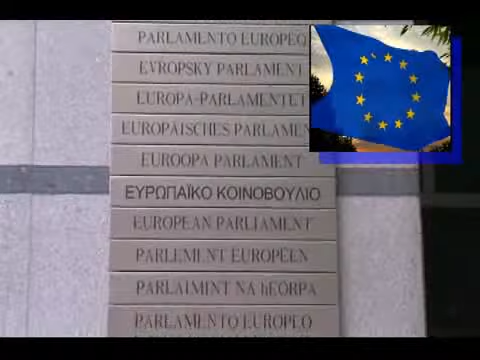 PARLAMENTO EUROPEO
EVROPSKÝ PARLAMENT
EUROPA-PARLAMENTET
EUROPÄISCHES PARLAMEN
EUROOPA PARLAMENT
ΕΥΡΩΠΑΪΚΟ ΚΟΙΝΟΒΟΥΛΙΟ
EUROPEAN PARLIAMENT
PARLEMENT EUROPÉEN
PARLAIMINT NA hEORPA
PARLAMENTO EUROPEO